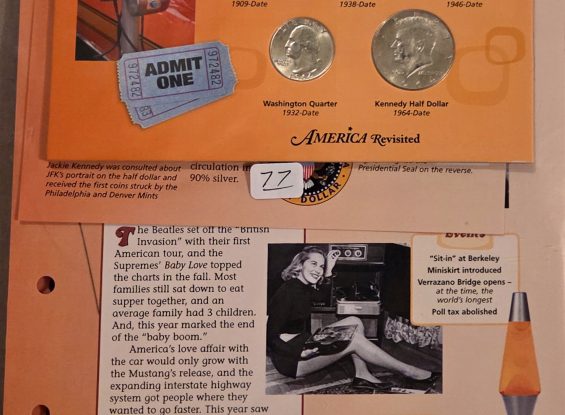 1909-Date
1938-Date
1946-Date
972482
ADMIT
ONE
972482
63
Washington Quarter
1932-Date
Kennedy Half Dollar
1964-Date
AMERICA Revisited
Jackie Kennedy was consulted about
JFK's portrait on the half dollar and
received the first coins struck by the
Philadelphia and Denver Mints
circulation in
90% silver.
77
DOLLAR
Presidential Seal on the reverse.
The Beatles set off the "British
Invasion" with their first
American tour, and the
Supremes' Baby Love topped
the charts in the fall. Most
families still sat down to eat
supper together, and an
average family had 3 children.
And, this year marked the end
of the "baby boom."
America's love affair with
the car would only grow with
the Mustang's release, and the
expanding interstate highway
system got people where they
wanted to go faster. This year saw
Events
"Sit-in" at Berkeley
Miniskirt introduced
Verrazano Bridge opens –
at the time, the
world's longest
Poll tax abolished